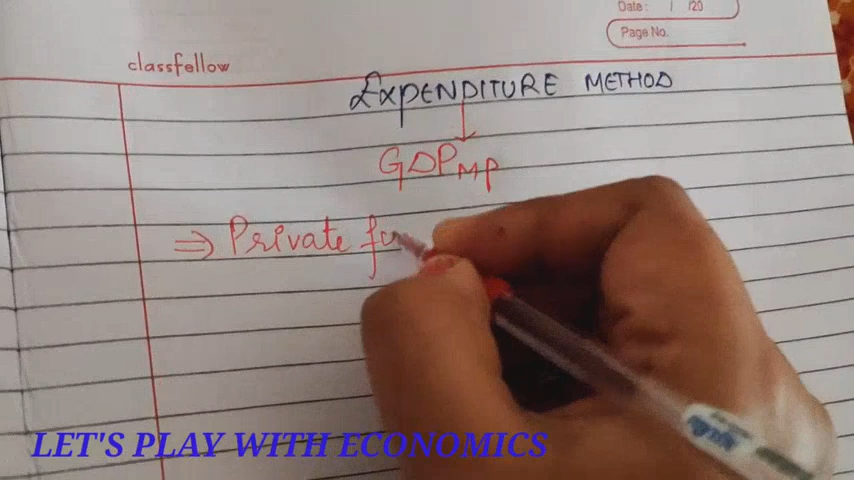 Date : / /20
Page No.
classfellow
EXPENDITURE METHOD
GDPMP
⇒ Private
LET'S PLAY WITH ECONOMICS